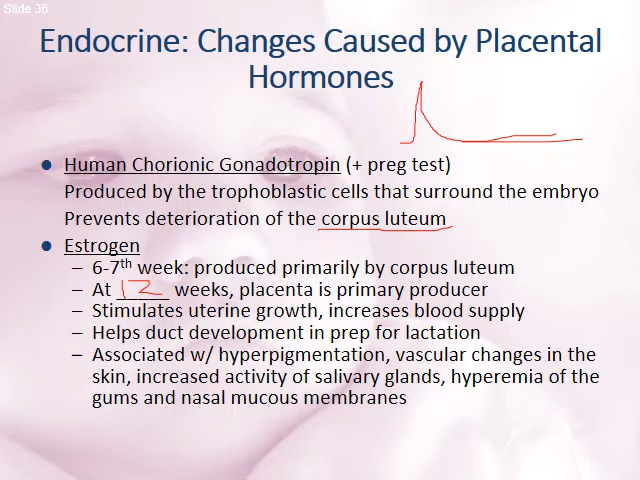 Slide 36
Endocrine: Changes Caused by Placental
Hormones
Human Chorionic Gonadotropin (+ preg test)
Produced by the trophoblastic cells that surround the embryo
Prevents deterioration of the corpus luteum
Estrogen
– 6-7th week: produced primarily by corpus luteum
– At 12 weeks, placenta is primary producer
– Stimulates uterine growth, increases blood supply
– Helps duct development in prep for lactation
– Associated w/ hyperpigmentation, vascular changes in the
skin, increased activity of salivary glands, hyperemia of the
gums and nasal mucous membranes